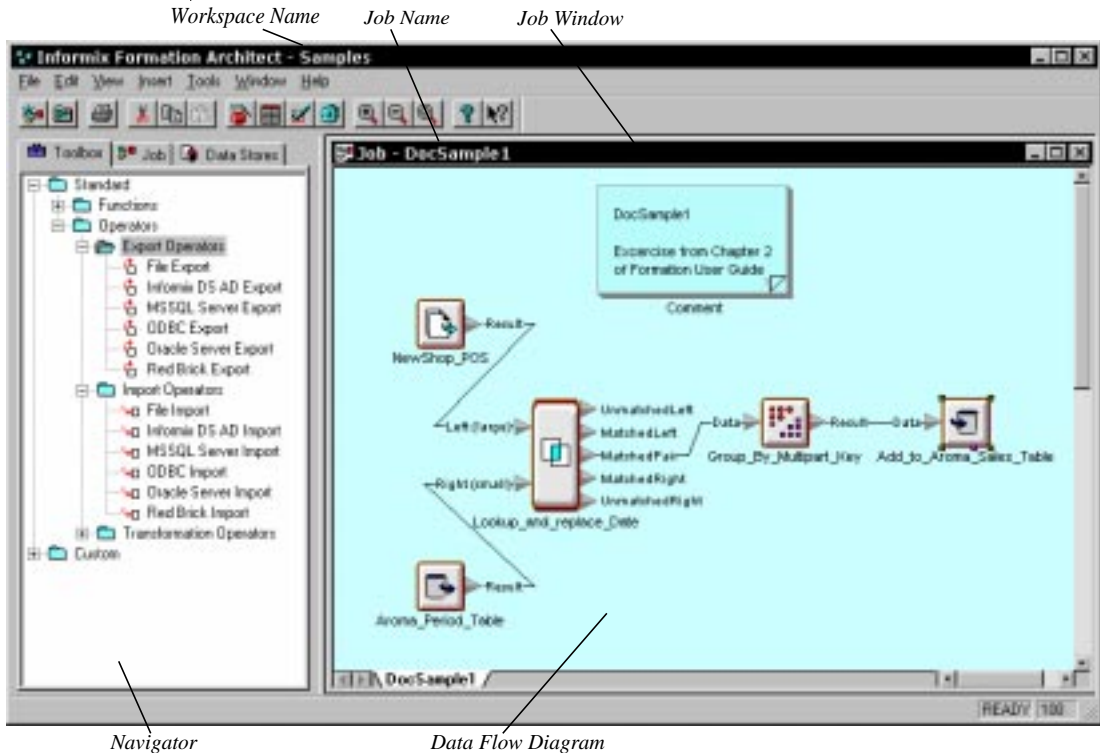 Workspace Name Job Name Job Window
Informix Formation Architect - Samples
File Edit View Insert Tools Window Help
Toolbox Job Data Stores
Job - DocSample1
Standard
Functions
Operators
Export Operators
File Export
Informix DS AD Export
MSSQL Server Export
ODBC Export
Oracle Server Export
Red Brick Export
Import Operators
File Import
Informix DS AD Import
MSSQL Server Import
ODBC Import
Oracle Server Import
Red Brick Import
Transformation Operators
Custom
DocSample1
Excercise from Chapter 2
of Formation User Guide
Comment
Result
NewShop_POS
Left (large)
Right (small)
UnmatchedLeft
MatchedLeft
MatchedPair
MatchedRight
UnmatchedRight
Lookup_and_replace_Date
Data
Result
Group_By_Multipart_Key
Data
Add_to_Aroma_Sales_Table
Result
Aroma_Period_Table
DocSample1
READY 100
Navigator Data Flow Diagram